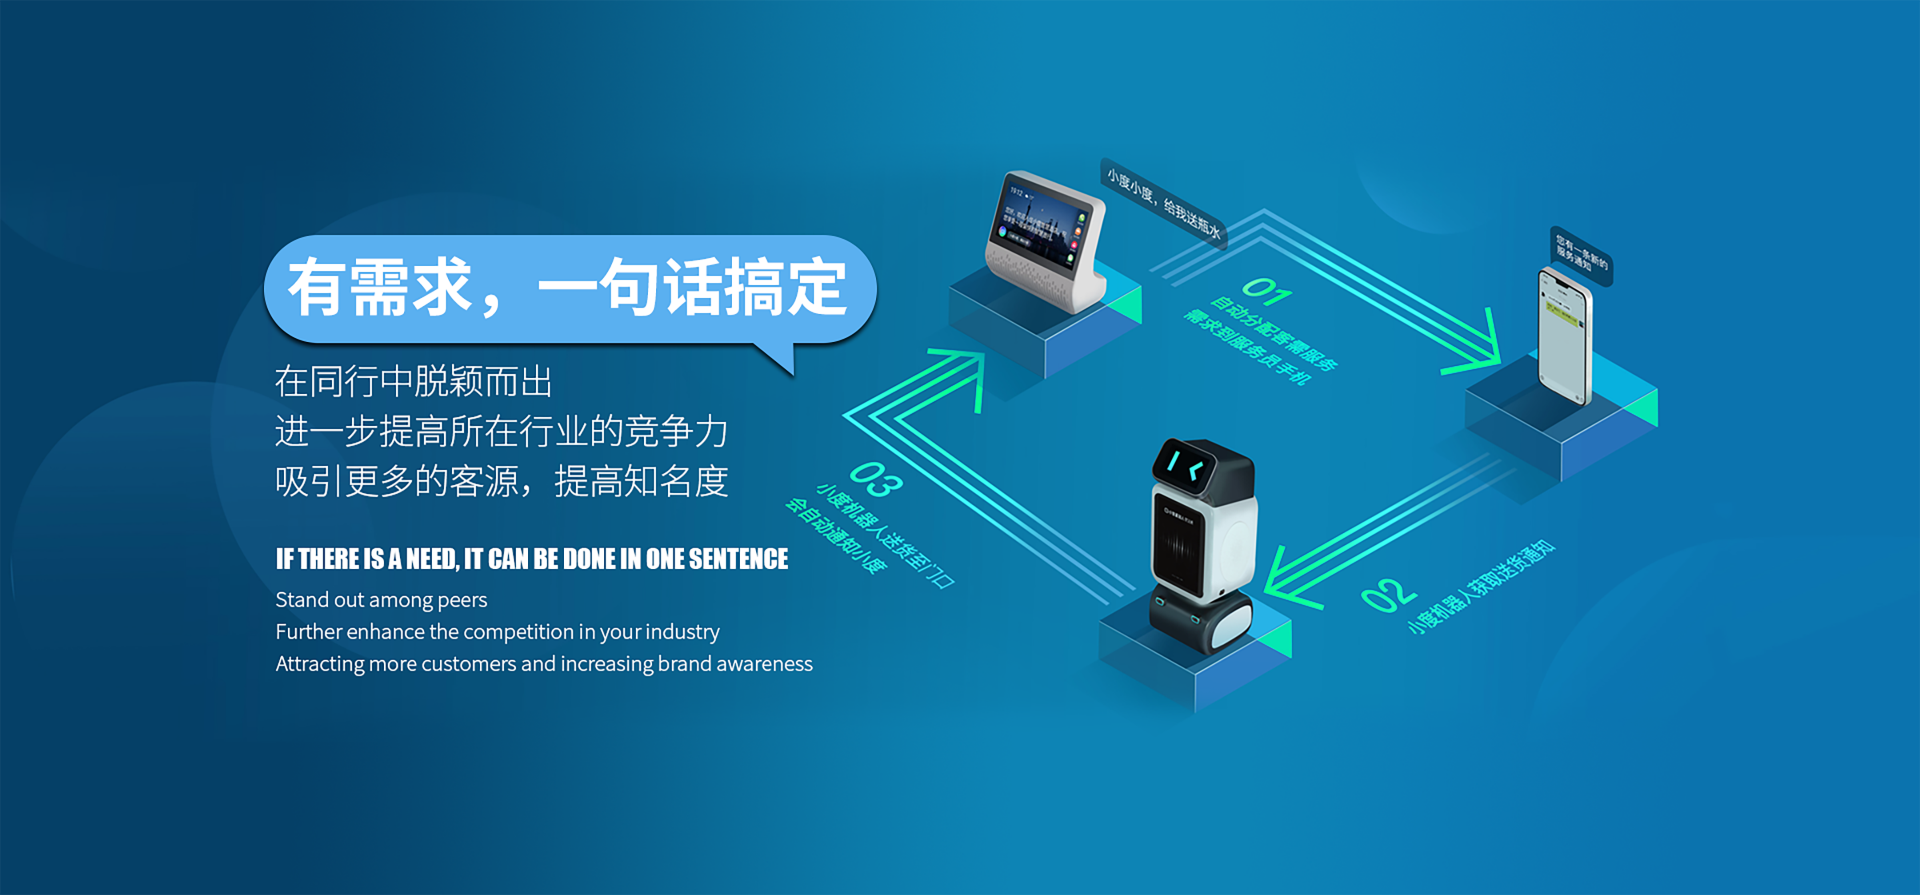 有需求，一句话搞定
在同行中脱颖而出
进一步提高所在行业的竞争力
吸引更多的客源，提高知名度
IF THERE IS A NEED, IT CAN BE DONE IN ONE SENTENCE
Stand out among peers
Further enhance the competition in your industry
Attracting more customers and increasing brand awareness
小度小度，给我送瓶水
01
自动分配客需服务
需求到服务员手机
您有一条新的
服务通知
02
小度机器人获取送货通知
03
小度机器人送货至门口
会自动通知小度